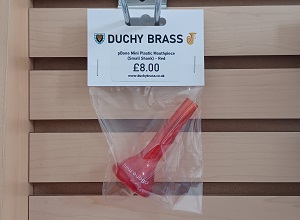 DUCHY BRASS
pBone Mini Plastic Mouthpiece
(Small Shank) - Red
£8.00
www.duchybrass.co.uk